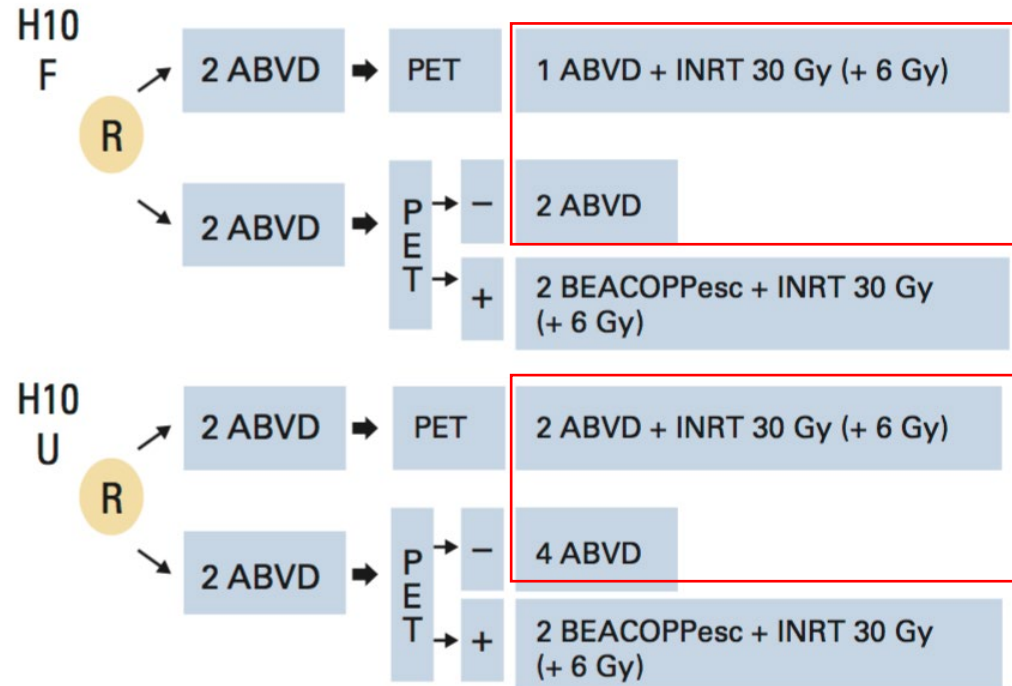 H10
F
R
2 ABVD
PET
1 ABVD + INRT 30 Gy (+ 6 Gy)
2 ABVD
PET
−
2 ABVD
+
2 BEACOPPesc + INRT 30 Gy
(+ 6 Gy)
H10
U
R
2 ABVD
PET
2 ABVD + INRT 30 Gy (+ 6 Gy)
2 ABVD
PET
−
4 ABVD
+
2 BEACOPPesc + INRT 30 Gy
(+ 6 Gy)